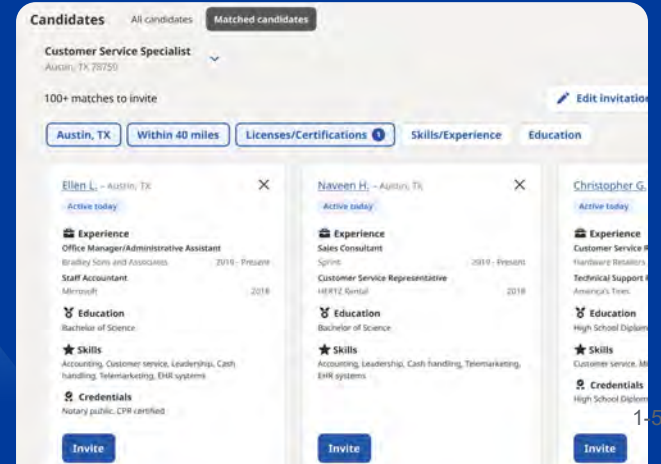 Candidates All candidates Matched candidates
Customer Service Specialist
Austin, TX 78759
100+ matches to invite
Edit invitation
Austin, TX Within 40 miles Licenses/Certifications 1 Skills/Experience Education
Ellen L. – Austin, TX
Active today
Experience
Office Manager/Administrative Assistant
Bradley Sons and Associates 2019 - Present
Staff Accountant
Microsoft 2018
Education
Bachelor of Science
Skills
Accounting, Customer service, Leadership, Cash
handling, Telemarketing, EHR systems
Credentials
Notary public, CPR certified
Invite
Naveen H. – Austin, TX
Active today
Experience
Sales Consultant
Sprint 2019 - Present
Customer Service Representative
HERTZ Rental 2018
Education
Bachelor of Science
Skills
Accounting, Leadership, Cash handling, Telemarketing,
EHR systems
Invite
Christopher G.
Active today
Experience
Customer Service R
Hardware Retailers
Technical Support
America's Tires
Education
High School Diplom
Skills
Customer service,
Credentials
High School Diplom
Invite
1-5